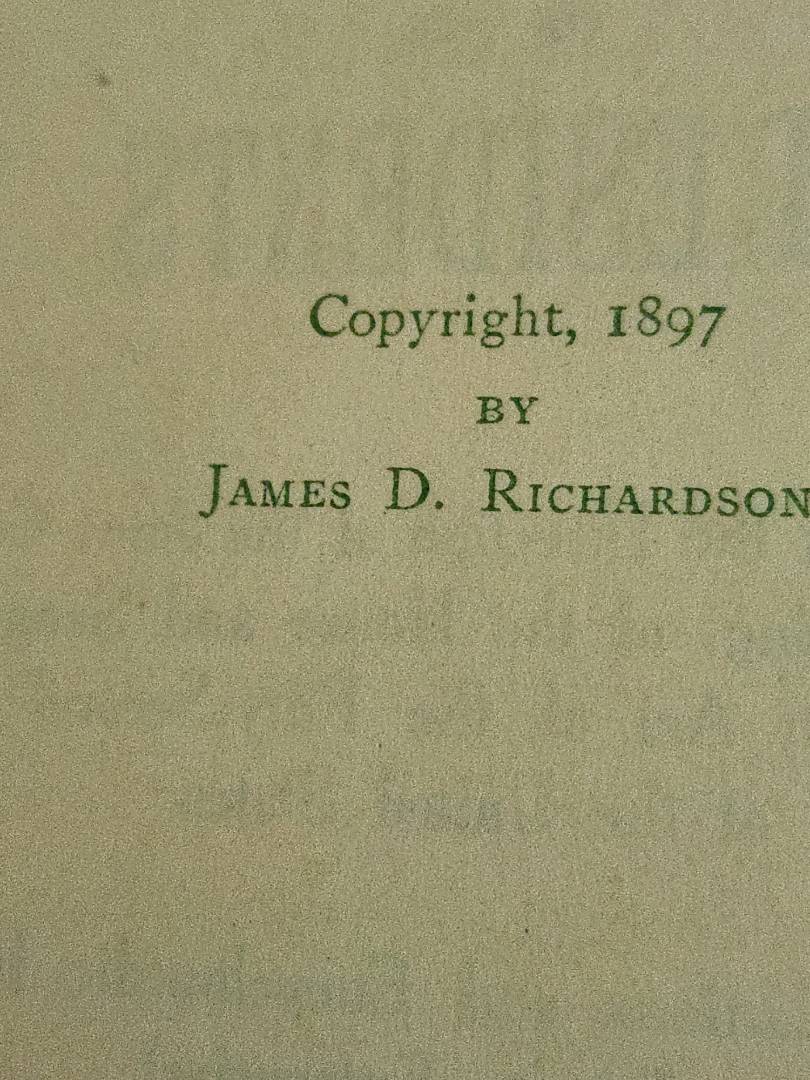 Copyright, 1897
BY
JAMES D. RICHARDSON